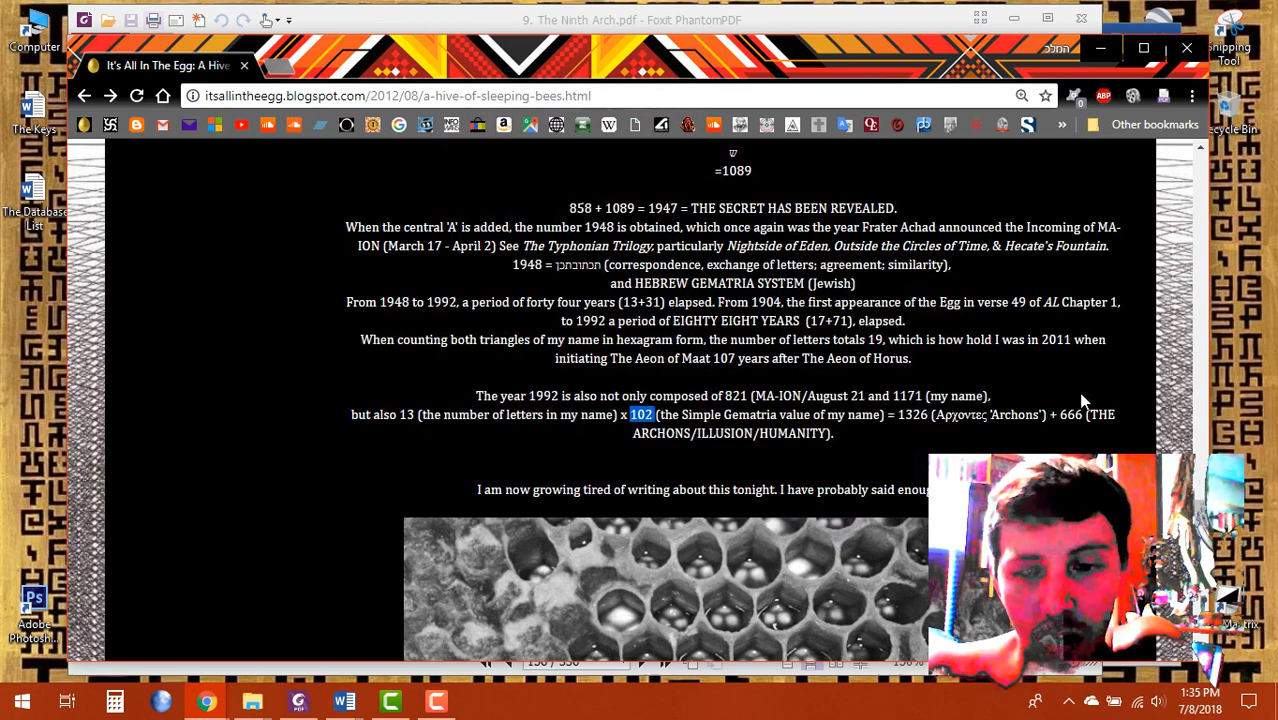 9. The Ninth Arch.pdf - Foxit PhantomPDF
Computer
Snipping
Tool
It's All In The Egg: A Hive
המלכ
itsallintheegg.blogspot.com/2012/08/a-hive-of-sleeping-bees.html
0
ABP
Other bookmarks
The Keys
ecycle Bin
The Database
List
ש
=1089
858 + 1089 = 1947 = THE SECRET HAS BEEN REVEALED.
When the central 'A' is added, the number 1948 is obtained, which once again was the year Frater Achad announced the Incoming of MA-
ION (March 17 - April 2) See The Typhonian Trilogy, particularly Nightside of Eden, Outside the Circles of Time, & Hecate's Fountain.
1948 = תכתובתכן (correspondence, exchange of letters; agreement; similarity),
and HEBREW GEMATRIA SYSTEM (Jewish)
From 1948 to 1992, a period of forty four years (13+31) elapsed. From 1904, the first appearance of the Egg in verse 49 of AL Chapter 1,
to 1992 a period of EIGHTY EIGHT YEARS (17+71), elapsed.
When counting both triangles of my name in hexagram form, the number of letters totals 19, which is how hold I was in 2011 when
initiating The Aeon of Maat 107 years after The Aeon of Horus.
The year 1992 is also not only composed of 821 (MA-ION/August 21 and 1171 (my name),
but also 13 (the number of letters in my name) x 102 (the Simple Gematria value of my name) = 1326 (Αρχοντες 'Archons') + 666 (THE
ARCHONS/ILLUSION/HUMANITY).
I am now growing tired of writing about this tonight. I have probably said enoug
Ps
Adobe
Photosh...
1:35 PM
7/8/2018